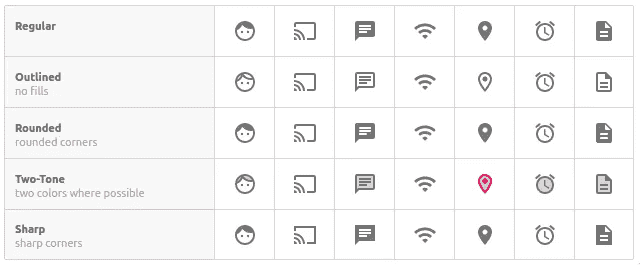 Regular
Outlined
no fills
Rounded
rounded corners
Two-Tone
two colors where possible
Sharp
sharp corners